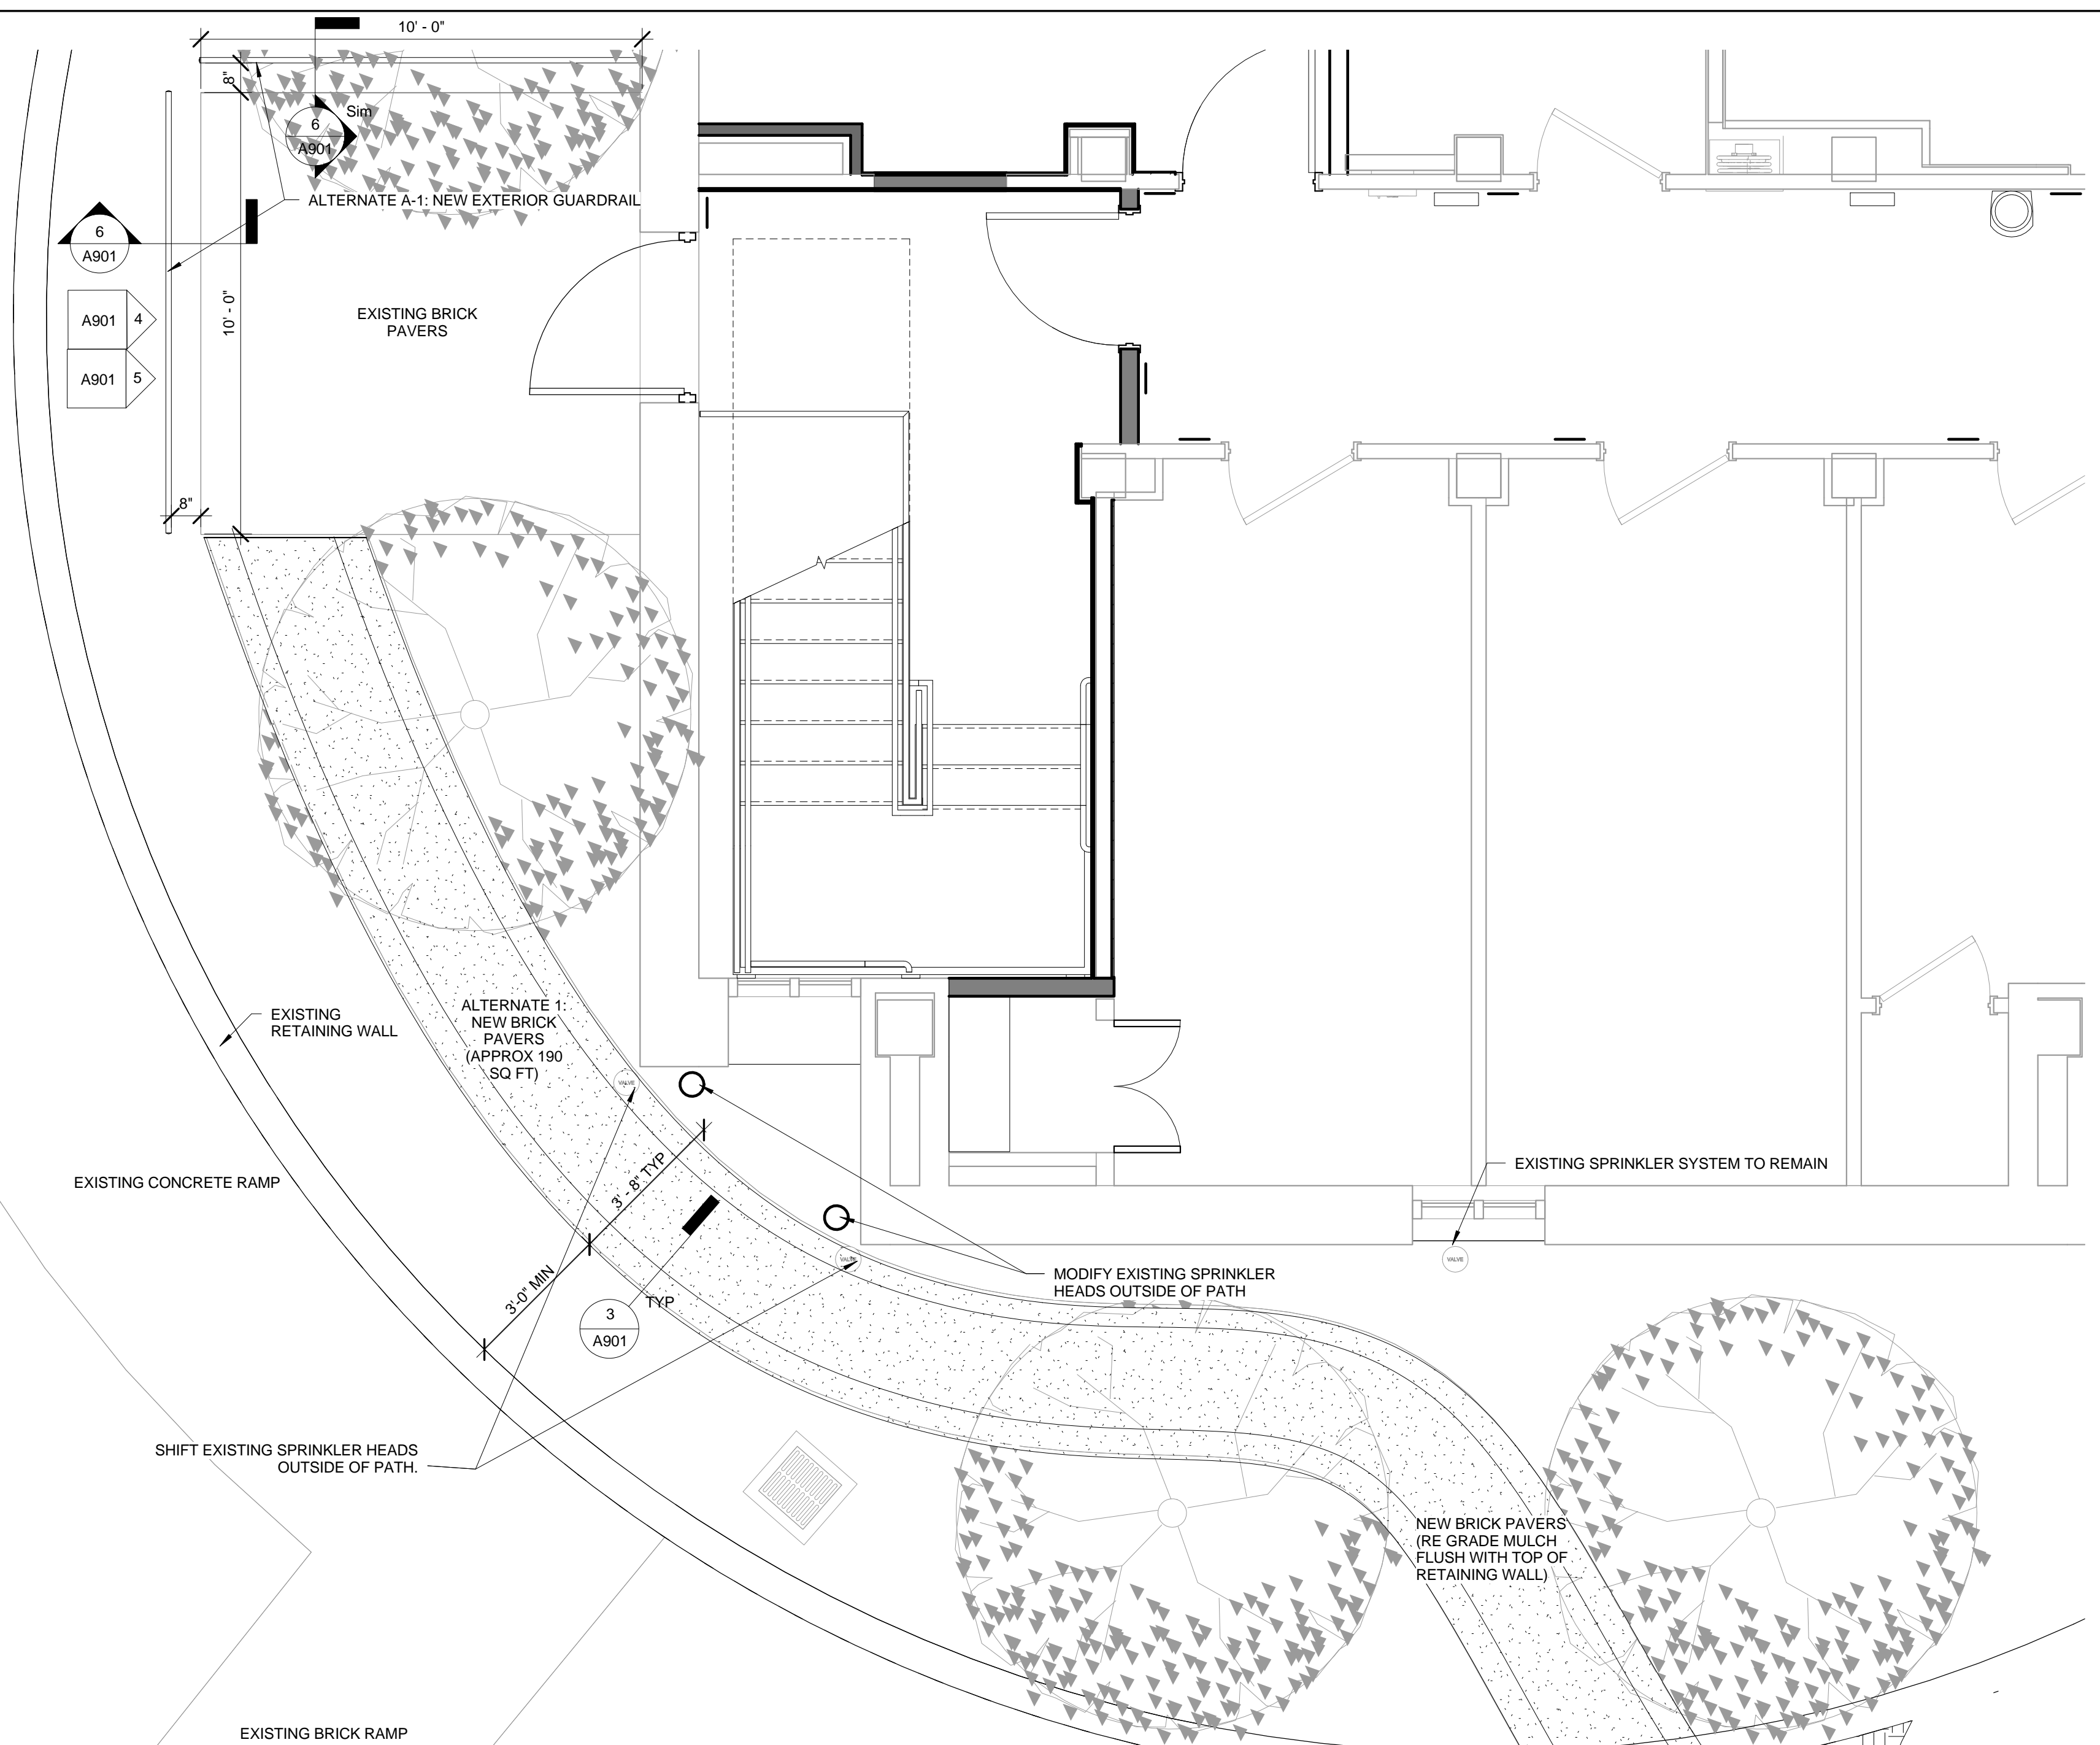 10' - 0"
8"
Sim
6
A901
ALTERNATE A-1: NEW EXTERIOR GUARDRAIL
6
A901
A901 4
10' - 0"
EXISTING BRICK
PAVERS
A901 5
8"
EXISTING
RETAINING WALL
ALTERNATE 1:
NEW BRICK
PAVERS
(APPROX 190
SQ FT)
VALVE
EXISTING CONCRETE RAMP
3' - 8" TYP
EXISTING SPRINKLER SYSTEM TO REMAIN
VALVE
VALVE
MODIFY EXISTING SPRINKLER
HEADS OUTSIDE OF PATH
3'-0" MIN
TYP
3
A901
SHIFT EXISTING SPRINKLER HEADS
OUTSIDE OF PATH.
NEW BRICK PAVERS
(RE GRADE MULCH
FLUSH WITH TOP OF
RETAINING WALL)
EXISTING BRICK RAMP